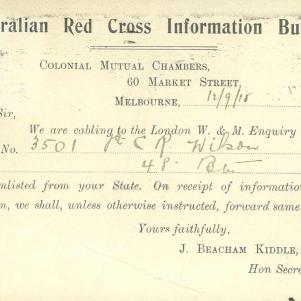 ralian Red Cross Information Bu
COLONIAL MUTUAL CHAMBERS,
60 MARKET STREET,
MELBOURNE, 12/9/18
Sir,
We are cabling to the London W. & M. Enquiry
No. 3501 Pte C R. Wilson
48 Btn
nlisted from your State. On receipt of information
n, we shall, unless otherwise instructed, forward same
Yours faithfully,
J. BEACHAM KIDDLE,
Hon Secre